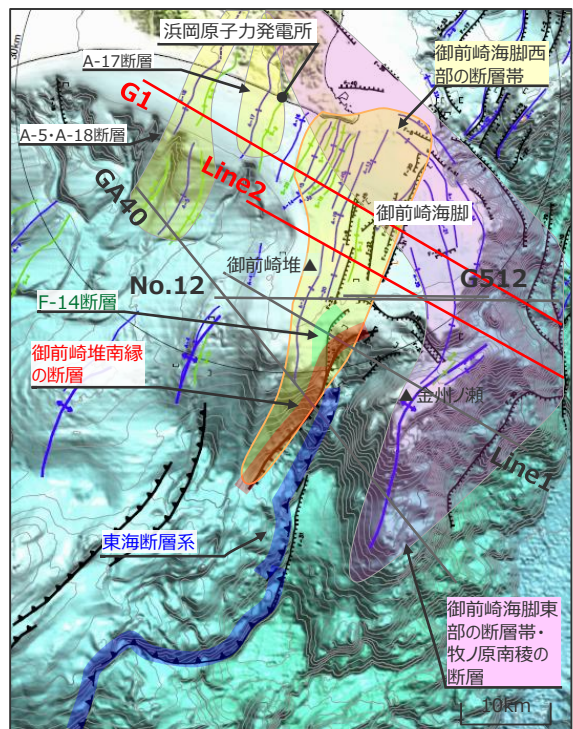 浜岡原子力発電所
A-17断層
御前崎海脚西
部の断層帯
30km
G1
A-5・A-18断層
Line2
GA40
御前崎海脚
御前崎堆
No.12
G512
F-14断層
御前崎堆南縁
の断層
金州ノ瀬
Line1
東海断層系
御前崎海脚東
部の断層帯・
牧ノ原南稜の
断層
10km